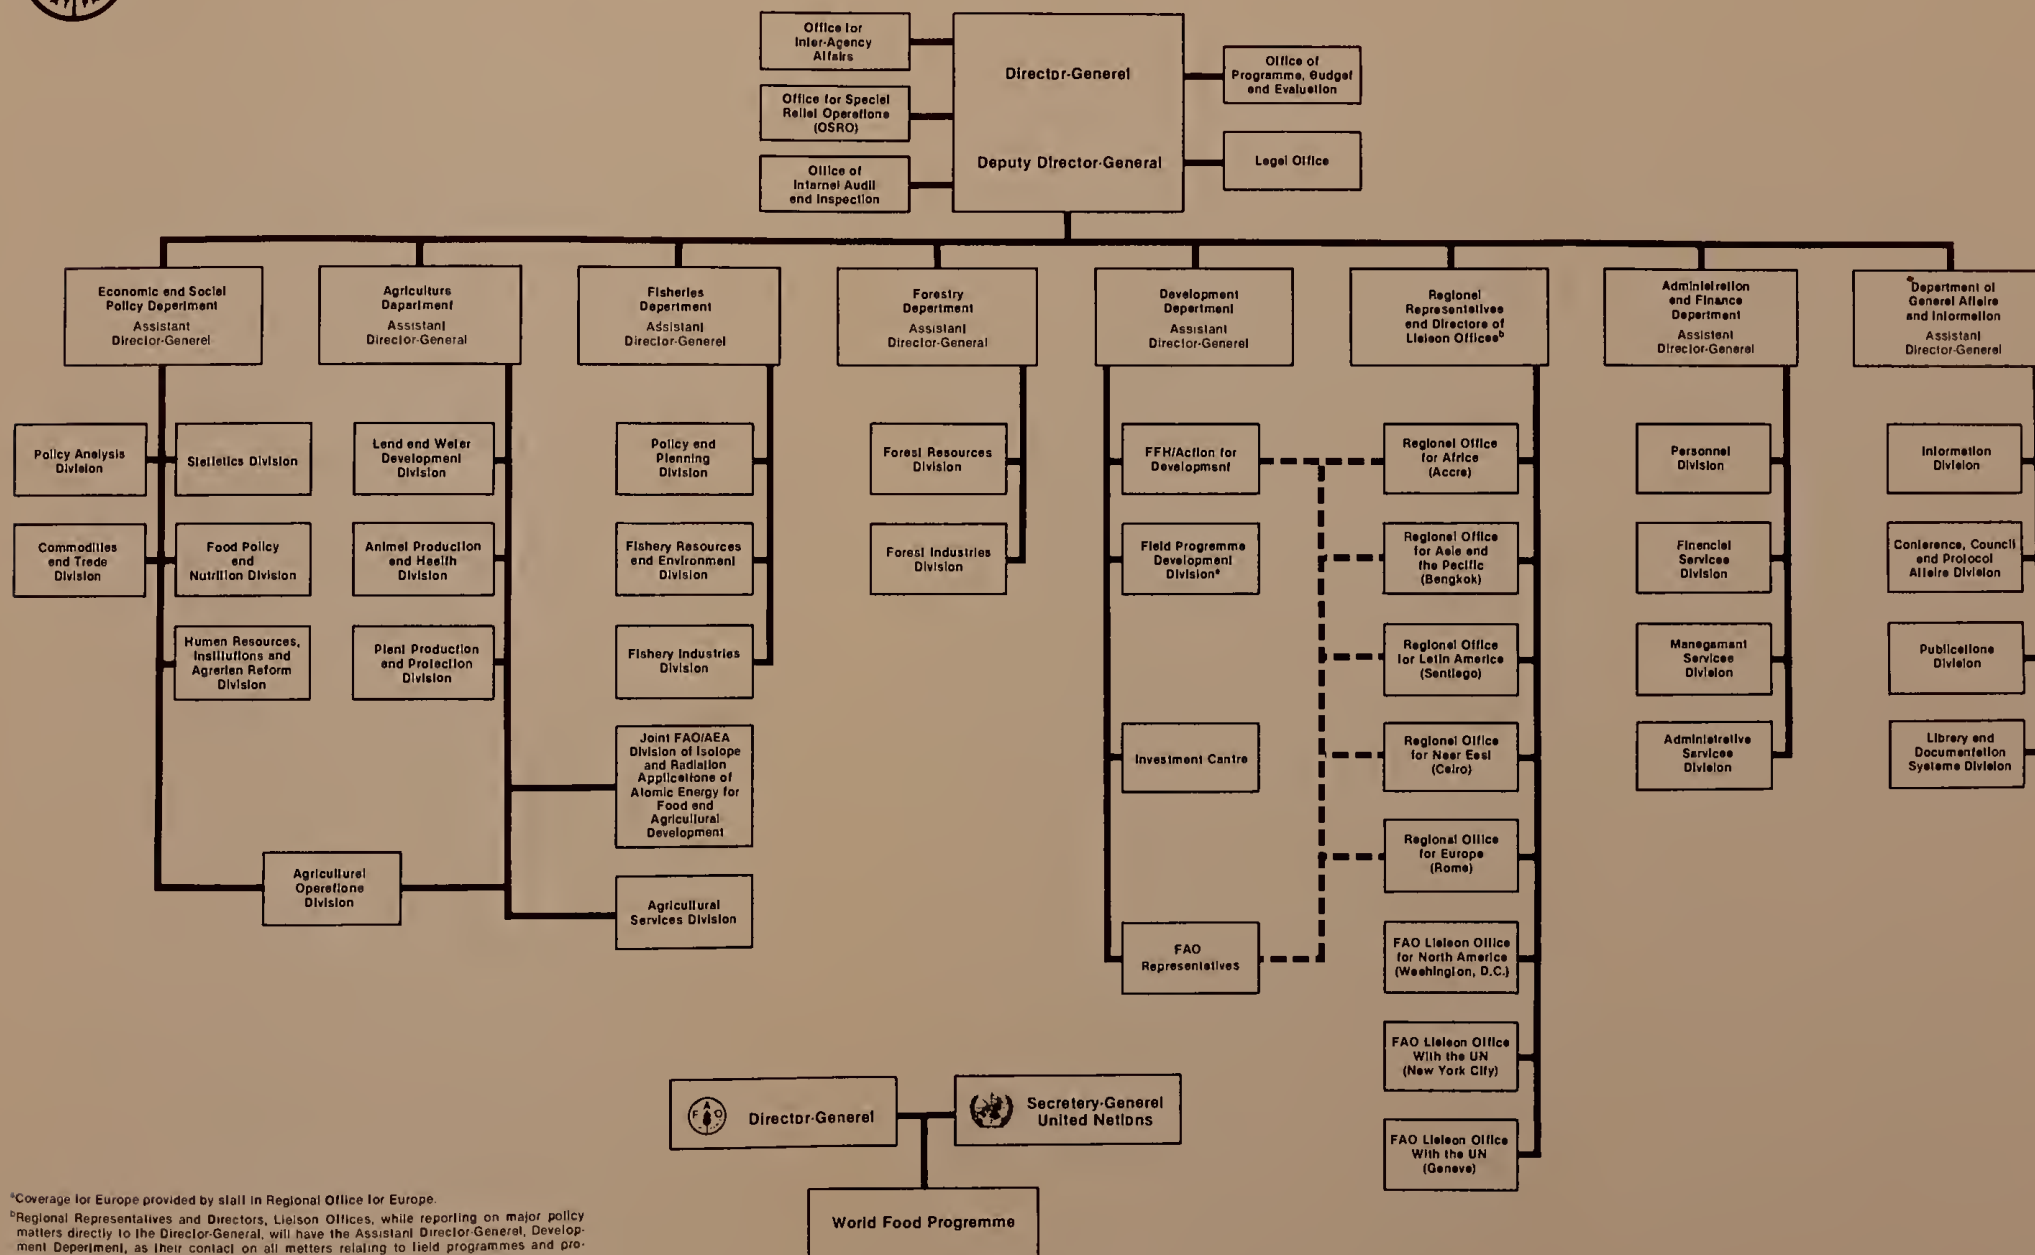 Office for
Inter-Agency
Affairs
Office for Special
Relief Operations
(OSRO)
Office of
Internal Audit
and Inspection
Director-General
Deputy Director-General
Office of
Programme, Budget
and Evaluation
Legal Office
Economic and Social
Policy Department
Assistant
Director-General
Agriculture
Department
Assistant
Director-General
Fisheries
Department
Assistant
Director-General
Forestry
Department
Assistant
Director-General
Development
Department
Assistant
Director-General
Regional
Representatives
and Directors of
Liaison Officesᵇ
Administration
and Finance
Department
Assistant
Director-General
Department of
General Affairs
and Information
Assistant
Director-General
Policy Analysis
Division
Statistics Division
Commodities
and Trade
Division
Food Policy
and
Nutrition Division
Human Resources,
Institutions and
Agrarian Reform
Division
Land and Water
Development
Division
Animal Production
and Health
Division
Plant Production
and Protection
Division
Agricultural
Operations
Division
Policy and
Planning
Division
Fishery Resources
and Environment
Division
Fishery Industries
Division
Joint FAO/AEA
Division of Isotope
and Radiation
Applications of
Atomic Energy for
Food and
Agricultural
Development
Agricultural
Services Division
Forest Resources
Division
Forest Industries
Division
FFH/Action for
Development
Field Programme
Development
Divisionᵃ
Investment Centre
FAO
Representatives
Regional Office
for Africa
(Accra)
Regional Office
for Asia and
the Pacific
(Bangkok)
Regional Office
for Latin America
(Santiago)
Regional Office
for Near East
(Cairo)
Regional Office
for Europe
(Rome)
FAO Liaison Office
for North America
(Washington, D.C.)
FAO Liaison Office
With the UN
(New York City)
FAO Liaison Office
With the UN
(Geneva)
Personnel
Division
Financial
Services
Division
Management
Services
Division
Administrative
Services
Division
Information
Division
Conference, Council
and Protocol
Affairs Division
Publications
Division
Library and
Documentation
Systems Division
F A O
Director-General
Secretary-General
United Nations
World Food Programme
ᵃCoverage for Europe provided by staff in Regional Office for Europe.
ᵇRegional Representatives and Directors, Liaison Offices, while reporting on major policy
matters directly to the Director-General, will have the Assistant Director-General, Develop-
ment Department, as their contact on all matters relating to field programmes and pro-